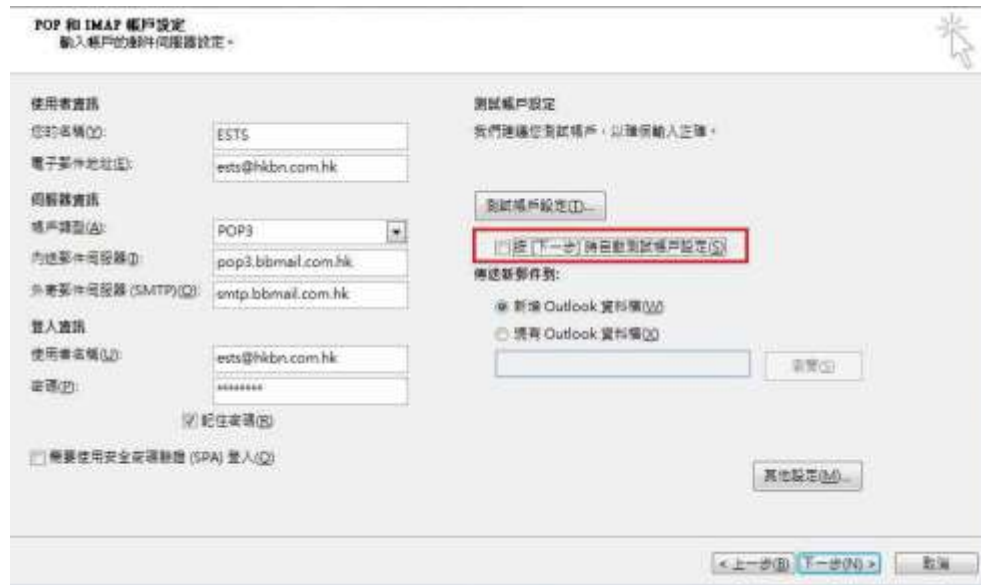 POP 和 IMAP 帳戶設定
輸入帳戶的郵件伺服器設定。
使用者資訊
您的名稱(Y):
ESTS
電子郵件地址(E):
ests@hkbn.com.hk
伺服器資訊
帳戶類型(A):
POP3
內送郵件伺服器(I):
pop3.bbmail.com.hk
外寄郵件伺服器 (SMTP)(O):
smtp.bbmail.com.hk
登入資訊
使用者名稱(U):
ests@hkbn.com.hk
密碼(P):
********
記住密碼(R)
需要使用安全密碼驗證 (SPA) 登入(Q)
測試帳戶設定
我們建議您測試帳戶，以確保輸入正確。
測試帳戶設定(T)...
按 [下一步] 時自動測試帳戶設定(S)
傳送新郵件到:
新增 Outlook 資料檔(W)
現有 Outlook 資料檔(X)
瀏覽(S)
其他設定(M)...
< 上一步(B)
下一步(N) >
取消